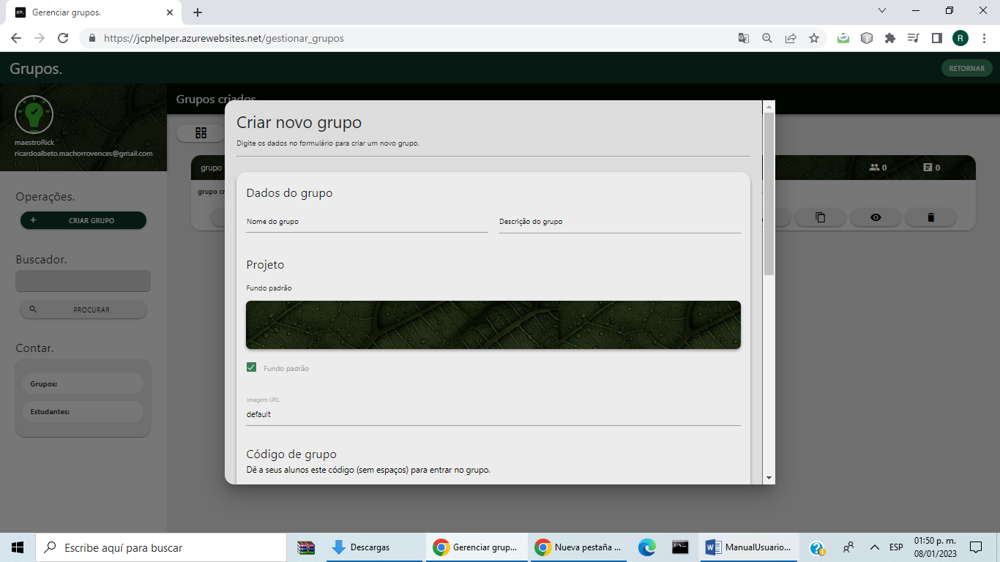 Gerenciar grupos.
https://jcphelper.azurewebsites.net/gestionar_grupos
R
Grupos.
RETORNAR
maestroRick
ricardoalbeto.machorrovences@gmail.com
Operações.
+ CRIAR GRUPO
Buscador.
PROCURAR
Contar.
Grupos:
Estudantes:
Grupos criados
grupo
0
0
grupo cr
Criar novo grupo
Digite os dados no formulário para criar um novo grupo.
Dados do grupo
Nome do grupo
Descrição do grupo
Projeto
Fundo padrão
Fundo padrão
imagem URL
default
Código de grupo
Dê a seus alunos este código (sem espaços) para entrar no grupo.
Escribe aquí para buscar
Descargas
Gerenciar grup...
Nueva pestaña ...
ManualUsuario...
ESP
01:50 p. m.
08/01/2023